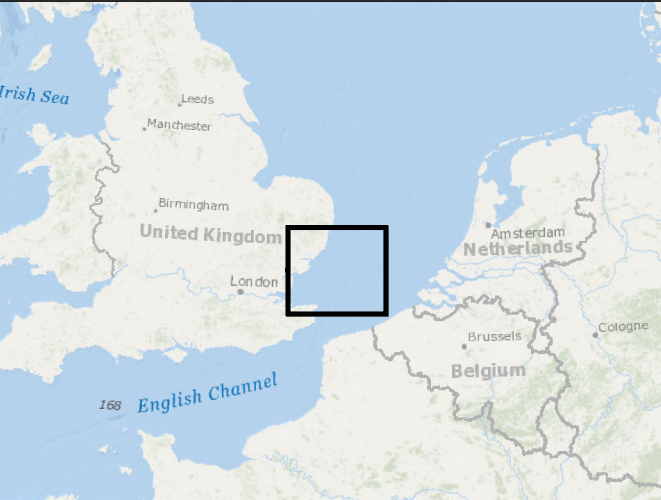 Irish Sea
Leeds
Manchester
Birmingham
United Kingdom
London
Amsterdam
Netherlands
Cologne
Brussels
Belgium
168
English Channel